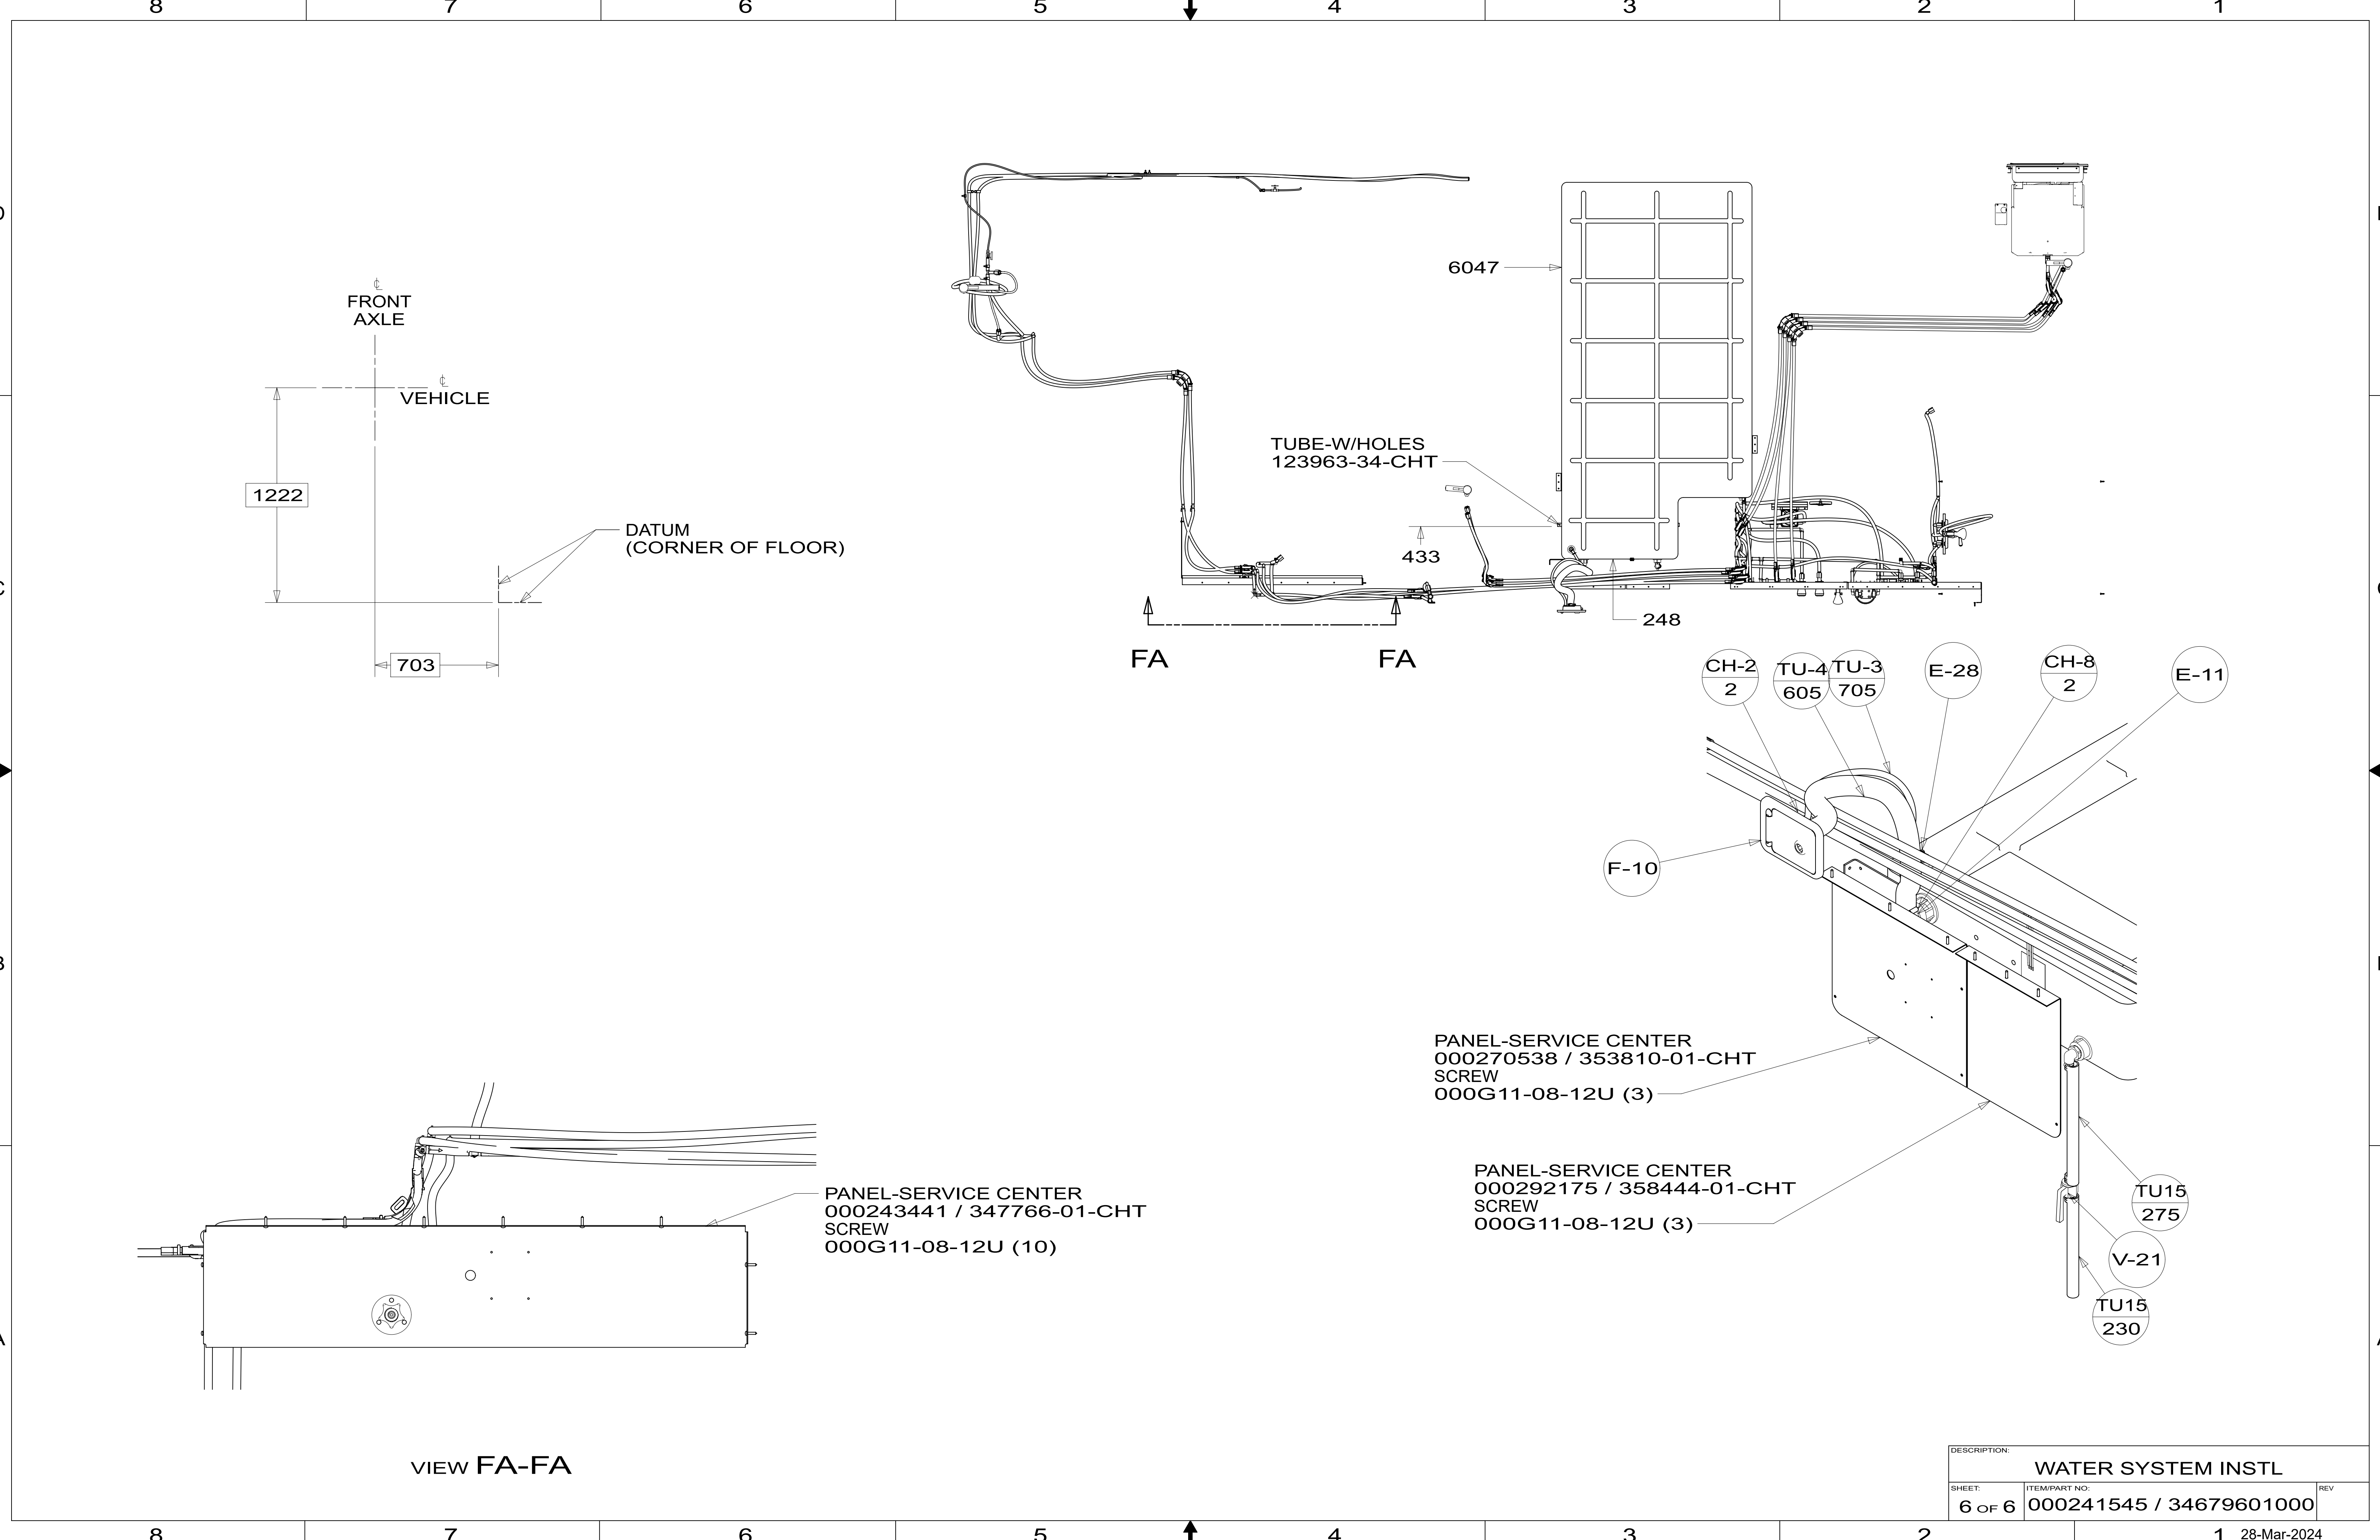 8 7 6 5 4 3 2 1
℄
FRONT
AXLE
℄
VEHICLE
1222
DATUM
(CORNER OF FLOOR)
703
6047
TUBE-W/HOLES
123963-34-CHT
433
248
FA FA
CH-2
2
TU-4
605
TU-3
705
E-28
CH-8
2
E-11
F-10
PANEL-SERVICE CENTER
000270538 / 353810-01-CHT
SCREW
000G11-08-12U (3)
PANEL-SERVICE CENTER
000292175 / 358444-01-CHT
SCREW
000G11-08-12U (3)
TU15
275
V-21
TU15
230
PANEL-SERVICE CENTER
000243441 / 347766-01-CHT
SCREW
000G11-08-12U (10)
VIEW FA-FA
DESCRIPTION:
WATER SYSTEM INSTL
SHEET:
6 OF 6
ITEM/PART NO:
000241545 / 34679601000
REV
8 7 6 5 4 3 2 1
28-Mar-2024